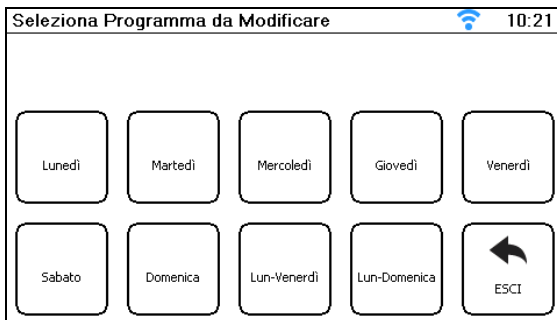 Seleziona Programma da Modificare 10:21
Lunedì Martedì Mercoledì Giovedì Venerdì
Sabato Domenica Lun-Venerdì Lun-Domenica ESCI